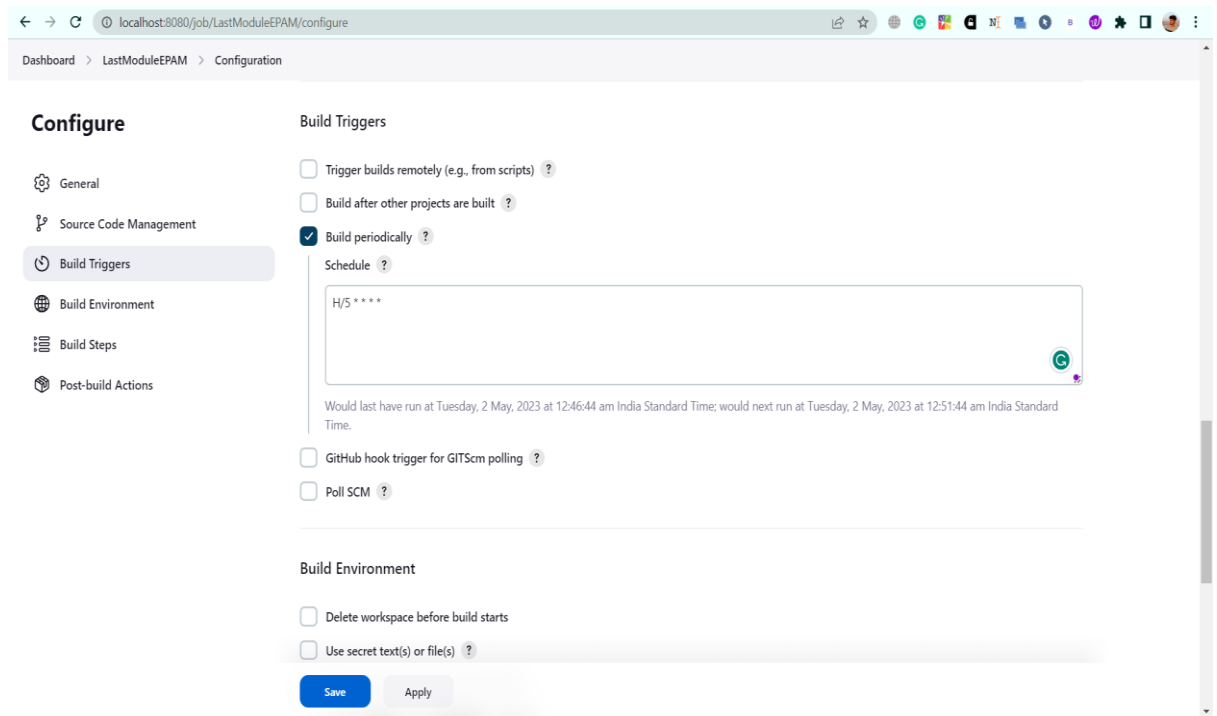 localhost:8080/job/LastModuleEPAM/configure
Dashboard > LastModuleEPAM > Configuration
Configure
General
Source Code Management
Build Triggers
Build Environment
Build Steps
Post-build Actions
Build Triggers
Trigger builds remotely (e.g., from scripts) ?
Build after other projects are built ?
Build periodically ?
Schedule ?
H/5 * * * *
Would last have run at Tuesday, 2 May, 2023 at 12:46:44 am India Standard Time; would next run at Tuesday, 2 May, 2023 at 12:51:44 am India Standard
Time.
GitHub hook trigger for GITScm polling ?
Poll SCM ?
Build Environment
Delete workspace before build starts
Use secret text(s) or file(s) ?
Save Apply